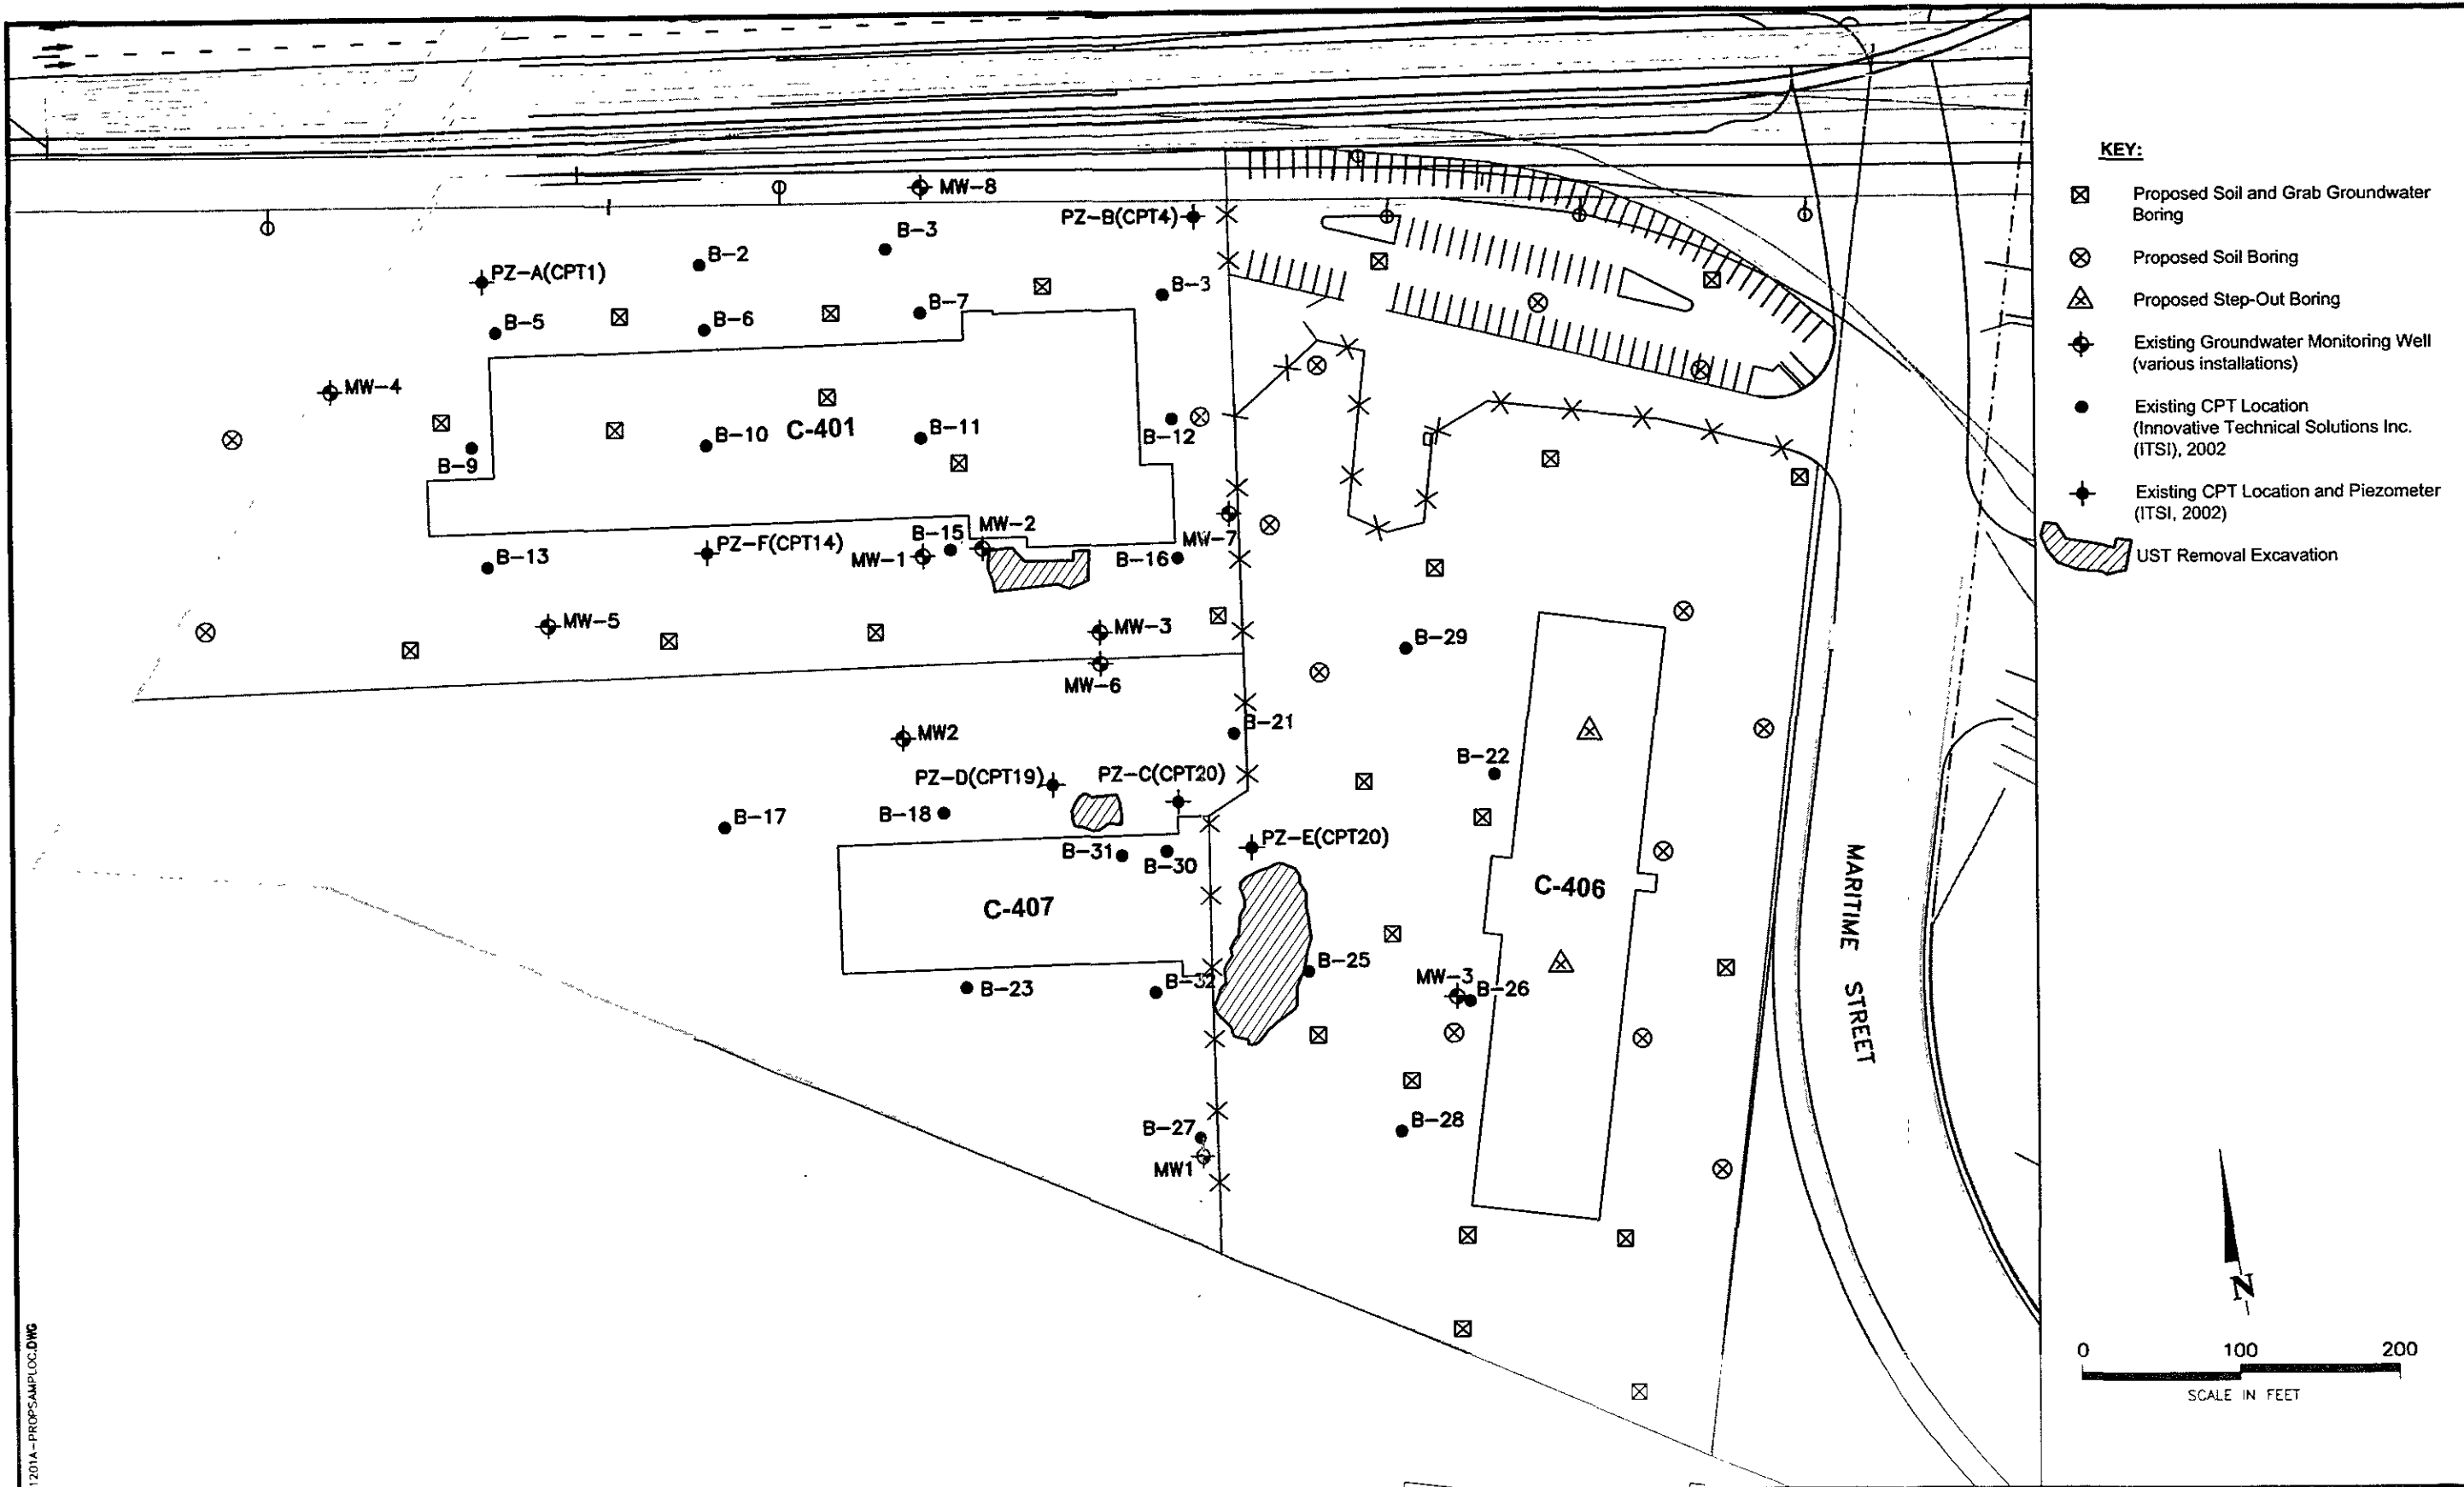 MW-8
PZ-B(CPT4)
B-3
B-2
PZ-A(CPT1)
B-3
B-7
B-6
B-5
MW-4
C-401
B-10
B-11
B-12
B-9
MW-2
B-15
MW-7
PZ-F(CPT14)
MW-1
B-16
B-13
MW-5
MW-3
B-29
MW-6
B-21
MW2
B-22
PZ-D(CPT19)
PZ-C(CPT20)
B-18
B-17
PZ-E(CPT20)
B-31
B-30
C-406
C-407
B-25
MW-3
B-26
B-32
B-23
B-27
B-28
MW1
MARITIME STREET
KEY:
Proposed Soil and Grab Groundwater
Boring
Proposed Soil Boring
Proposed Step-Out Boring
Existing Groundwater Monitoring Well
(various installations)
Existing CPT Location
(Innovative Technical Solutions Inc.
(ITSI), 2002
Existing CPT Location and Piezometer
(ITSI, 2002)
UST Removal Excavation
N
0 100 200
SCALE IN FEET
1201A-PROPSAMPLOC.DWG